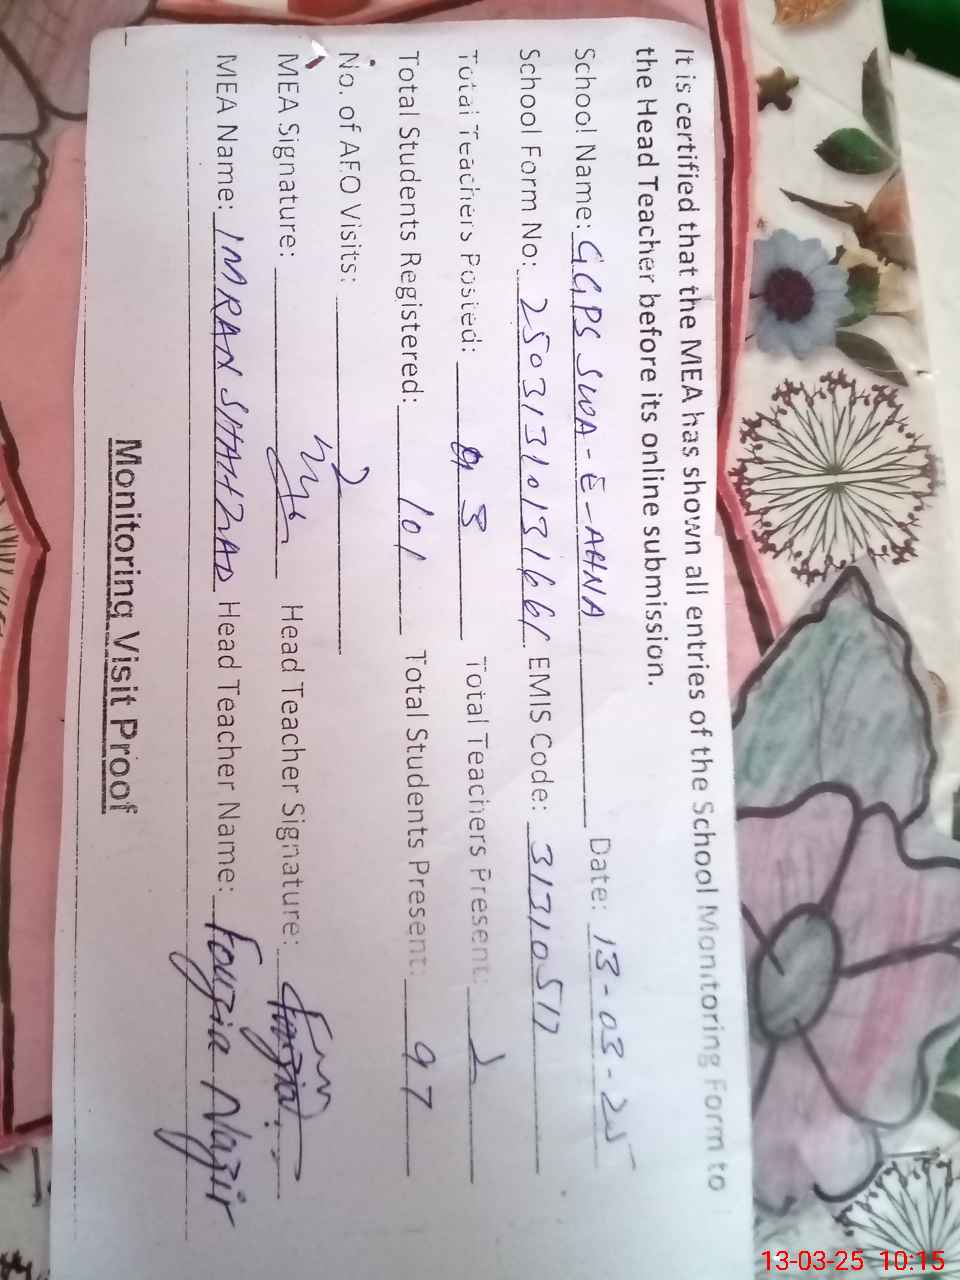 It is certified that the MEA has shown all entries of the School Monitoring Form to
the Head Teacher before its online submission.
School Name: GGPS SWA-E-AHNA Date: 13-03-25
School Form No: 25031310131661 EMIS Code: 31310517
Total Teachers Posted: 3 Total Teachers Present:
Total Students Registered: 101 Total Students Present: 97
No. of AEO Visits: 2
MEA Signature: Head Teacher Signature:
MEA Name: IMRAN SHAHZAD Head Teacher Name: Fouzia Nazir
Monitoring Visit Proof
13-03-25 10:15